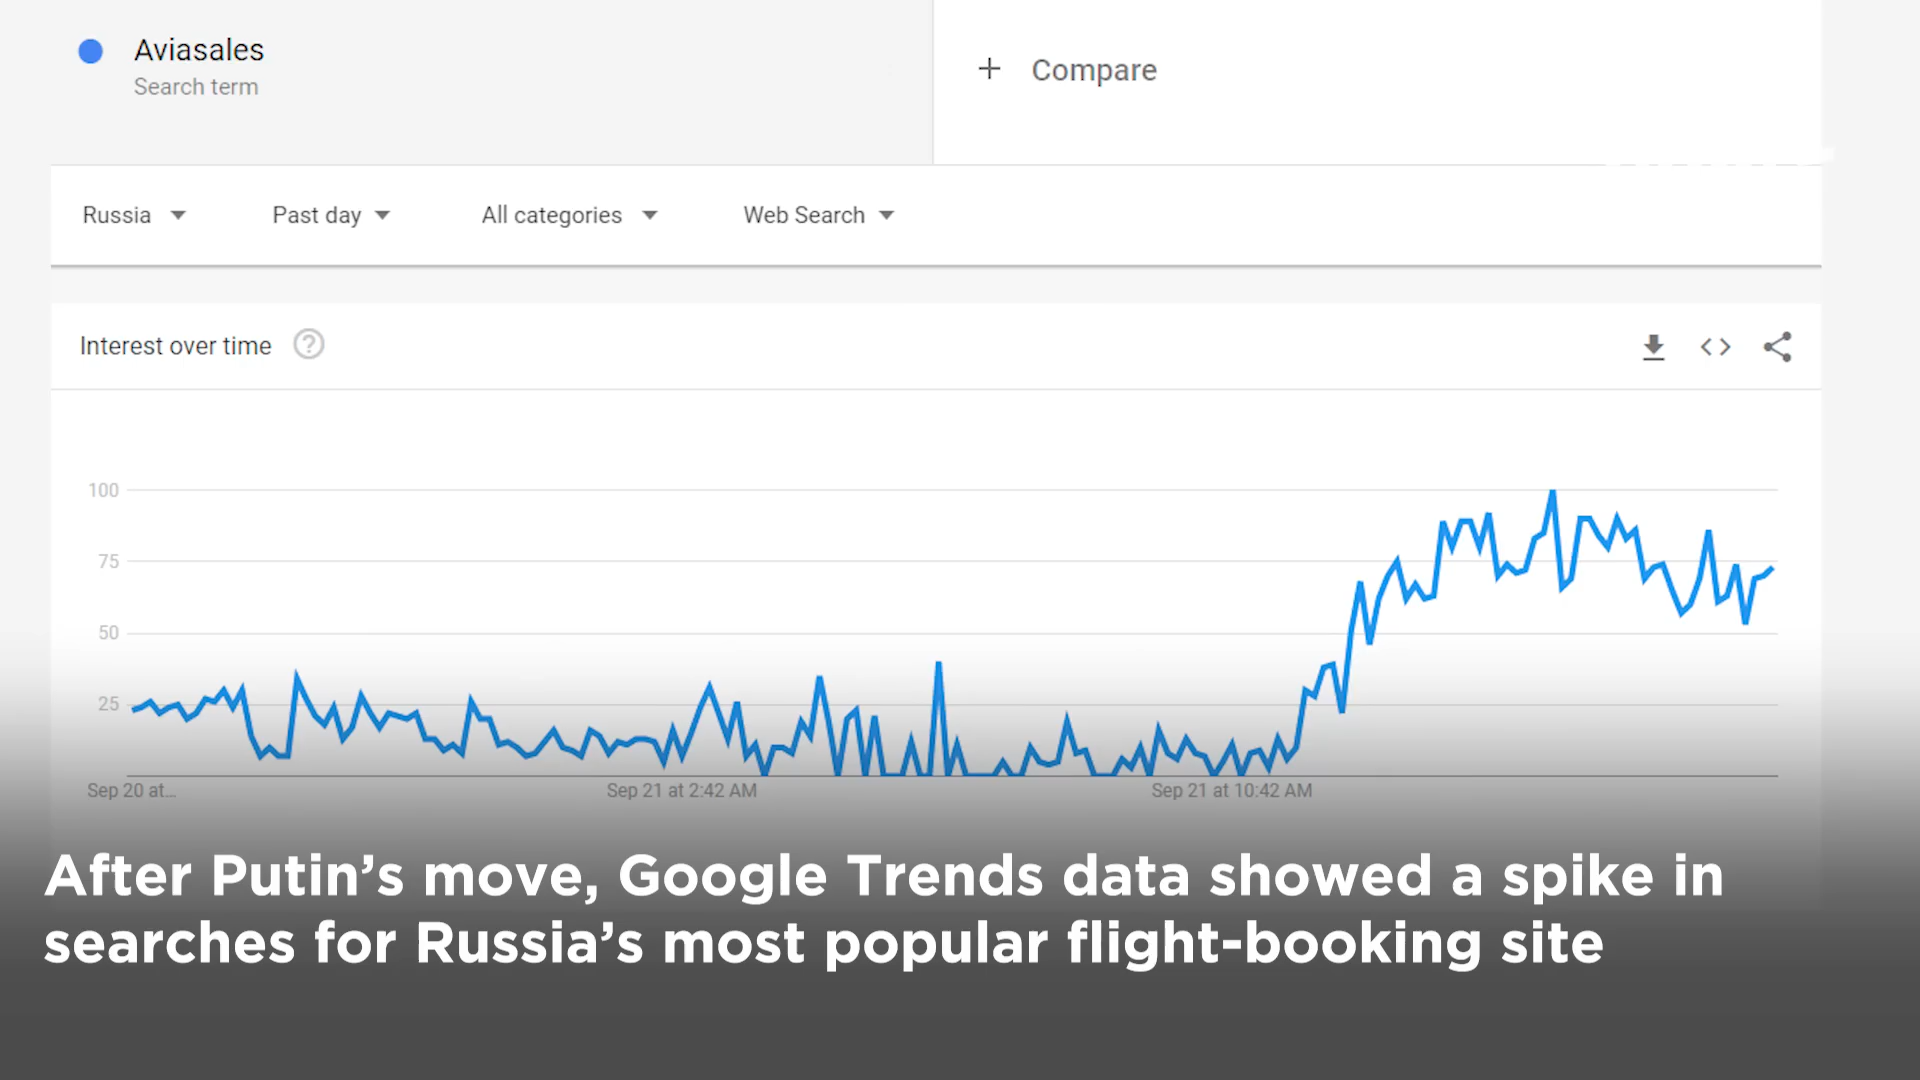 Aviasales
Search term
+ Compare
Russia
Past day
All categories
Web Search
Interest over time ?
100
75
50
25
Sep 20 at...
Sep 21 at 2:42 AM
Sep 21 at 10:42 AM
After Putin’s move, Google Trends data showed a spike in
searches for Russia’s most popular flight-booking site